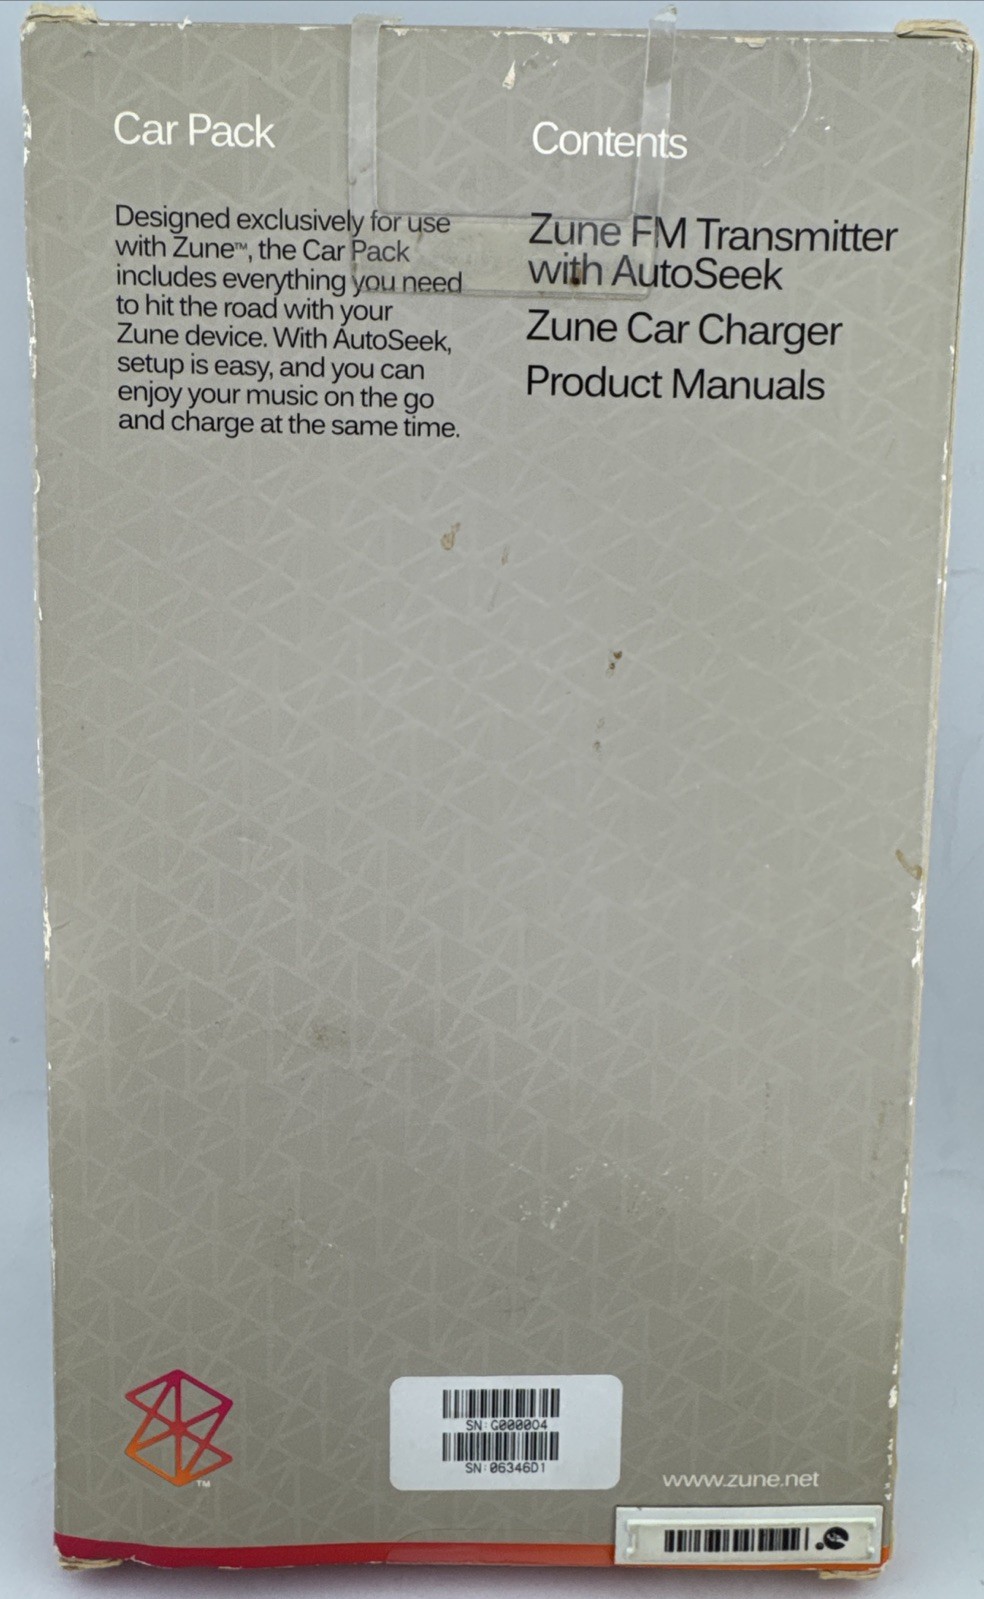 Car Pack
Designed exclusively for use
with Zune™, the Car Pack
includes everything you need
to hit the road with your
Zune device. With AutoSeek,
setup is easy, and you can
enjoy your music on the go
and charge at the same time.
Contents
Zune FM Transmitter
with AutoSeek
Zune Car Charger
Product Manuals
TM
SN:G000004
SN:06346D1
www.zune.net